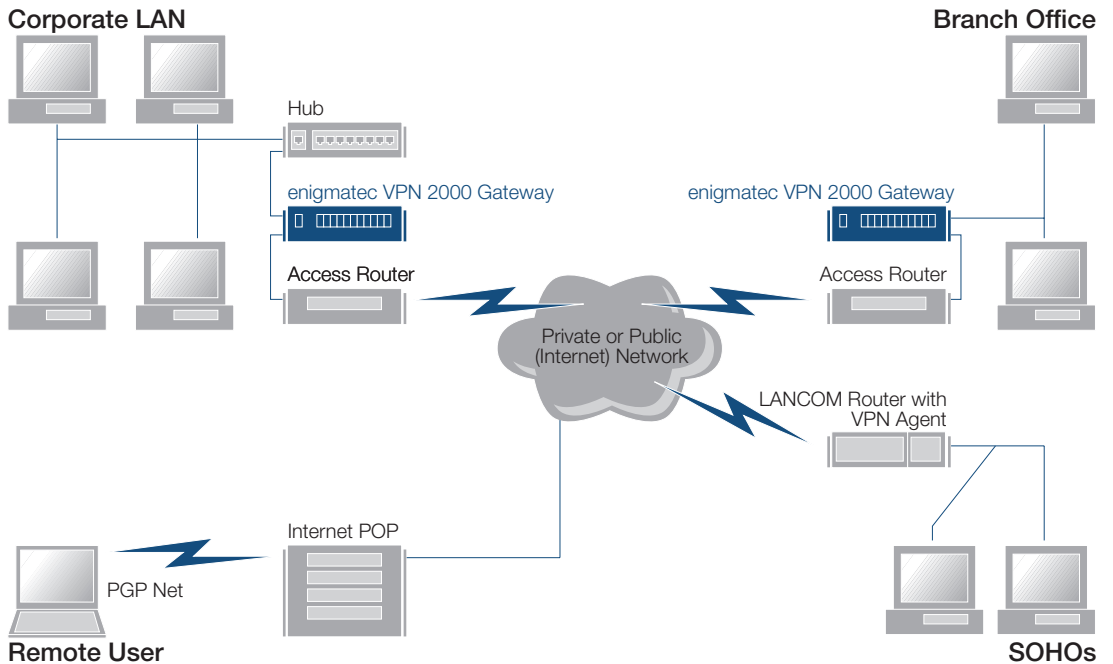 Corporate LAN
Branch Office
Hub
enigmatec VPN 2000 Gateway
enigmatec VPN 2000 Gateway
Access Router
Access Router
Private or Public
(Internet) Network
LANCOM Router with
VPN Agent
Internet POP
PGP Net
Remote User
SOHOs